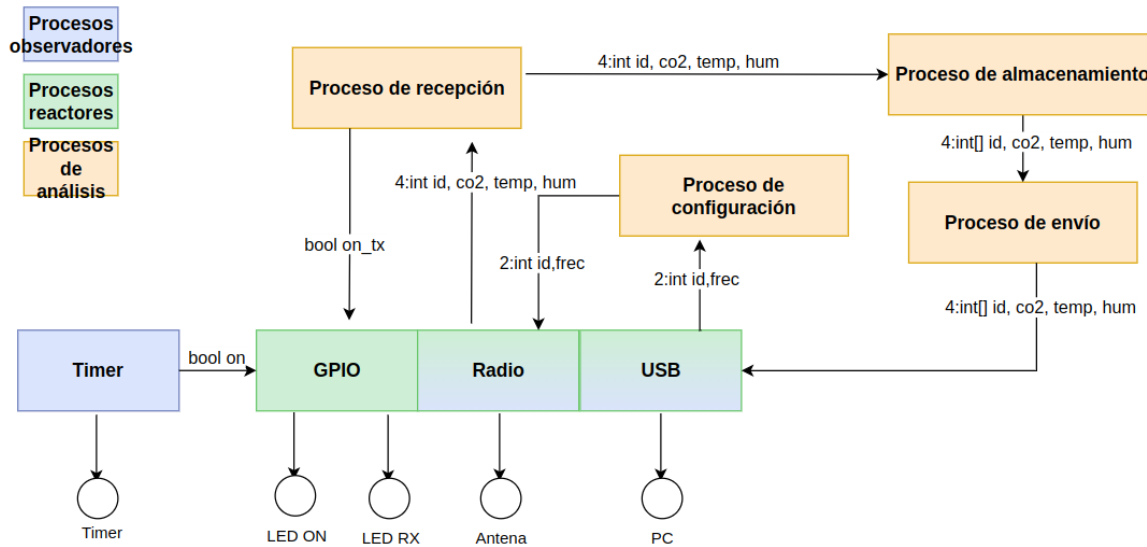 Procesos
observadores
Procesos
reactores
Procesos
de
análisis
Proceso de recepción
4:int id, co2, temp, hum
Proceso de almacenamiento
4:int[] id, co2, temp, hum
4:int id, co2, temp, hum
Proceso de
configuración
Proceso de envío
bool on_tx
2:int id,frec
2:int id,frec
4:int[] id, co2, temp, hum
Timer
bool on
GPIO
Radio
USB
Timer
LED ON
LED RX
Antena
PC